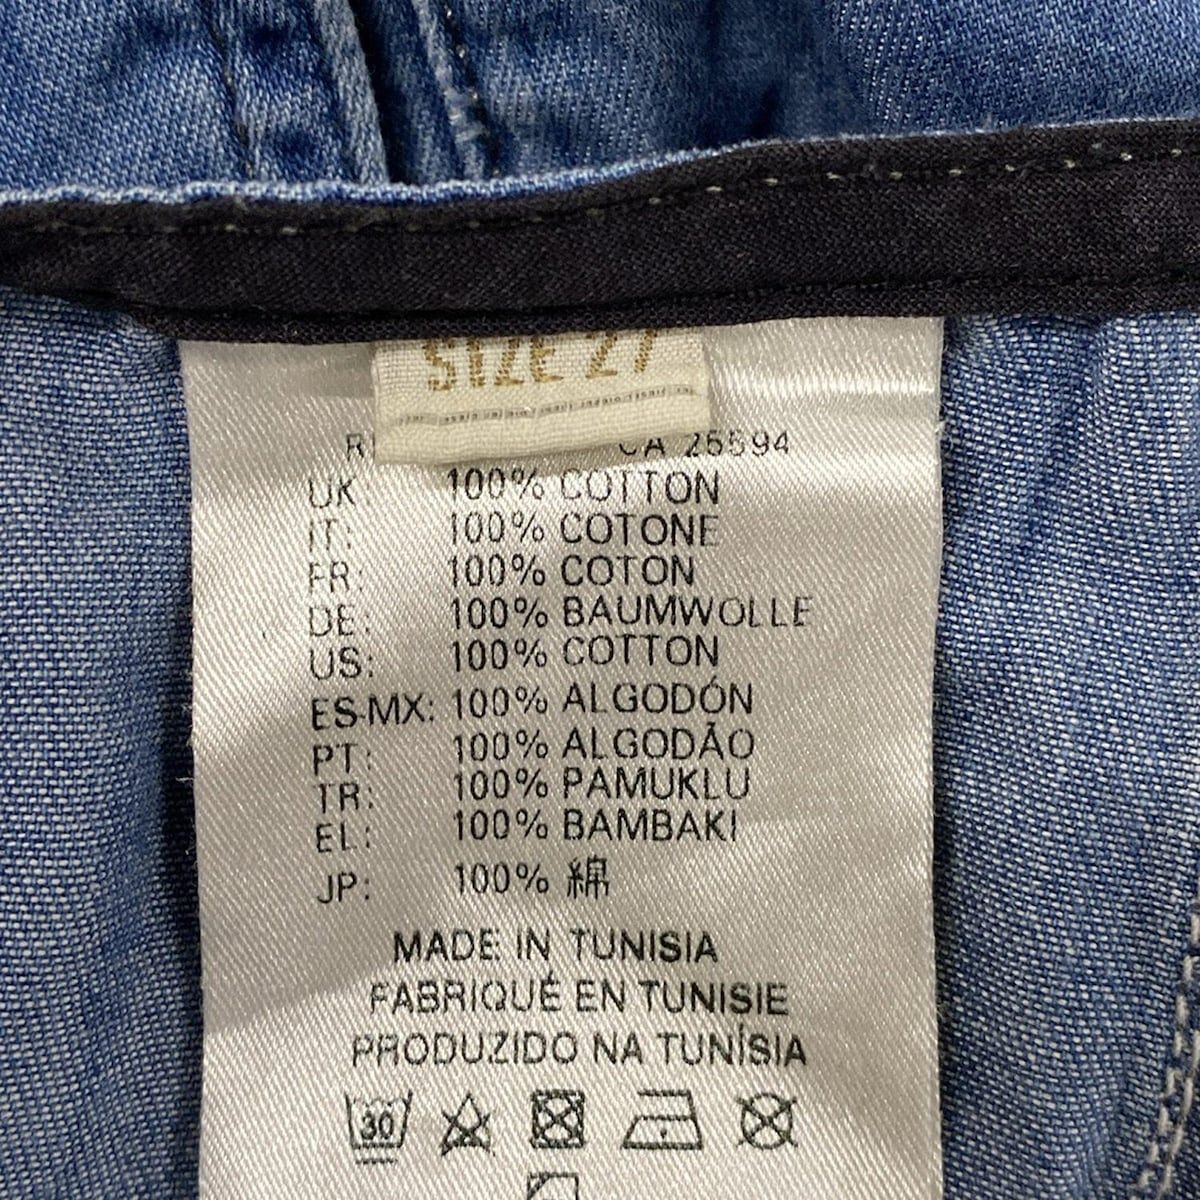 SIZE 27
CA 25594
UK: 100% COTTON
IT: 100% COTONE
FR: 100% COTON
DE: 100% BAUMWOLLE
US: 100% COTTON
ES-MX: 100% ALGODÓN
PT: 100% ALGODÃO
TR: 100% PAMUKLU
EL: 100% BAMBAKI
JP: 100% 綿
MADE IN TUNISIA
FABRIQUÉ EN TUNISIE
PRODUZIDO NA TUNÍSIA
30